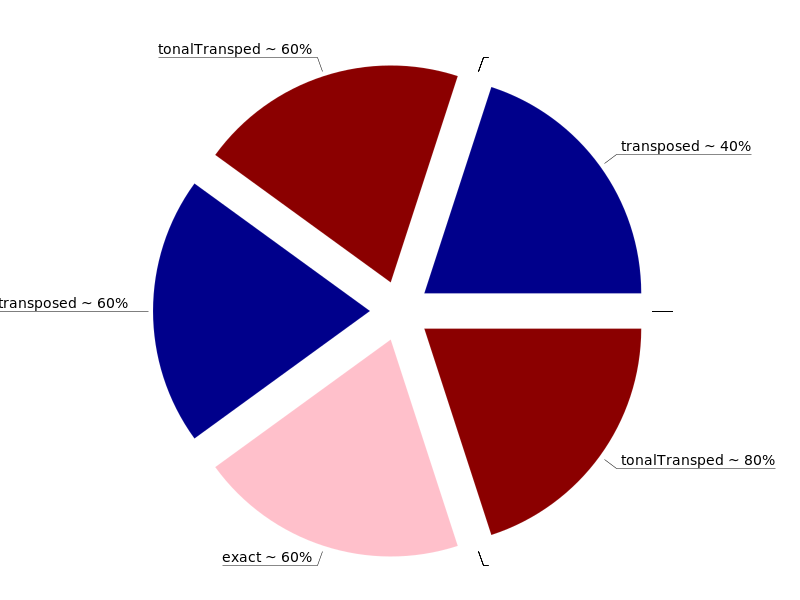 tonalTransped ~ 60%
transposed ~ 40%
transposed ~ 60%
tonalTransped ~ 80%
exact ~ 60%